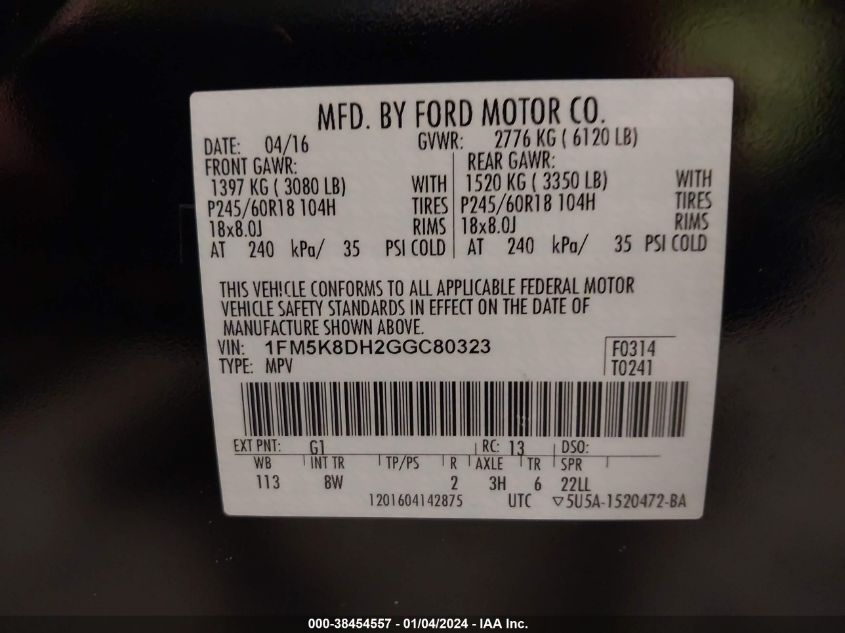 MFD. BY FORD MOTOR CO.
DATE: 04/16 GVWR: 2776 KG ( 6120 LB)
FRONT GAWR: REAR GAWR:
1397 KG ( 3080 LB) WITH 1520 KG ( 3350 LB) WITH
P245/60R18 104H TIRES P245/60R18 104H TIRES
18x8.0J RIMS 18x8.0J RIMS
AT 240 kPa/ 35 PSI COLD AT 240 kPa/ 35 PSI COLD
THIS VEHICLE CONFORMS TO ALL APPLICABLE FEDERAL MOTOR
VEHICLE SAFETY STANDARDS IN EFFECT ON THE DATE OF
MANUFACTURE SHOWN ABOVE.
VIN: 1FM5K8DH2GGC80323 F0314
TYPE: MPV T0241
EXT PNT: G1 RC: 13 DSO:
WB INT TR TP/PS R AXLE TR SPR
113 8W 2 3H 6 22LL
1201604142875 UTC ▽5U5A-1520472-BA
000-38454557 - 01/04/2024 - IAA Inc.